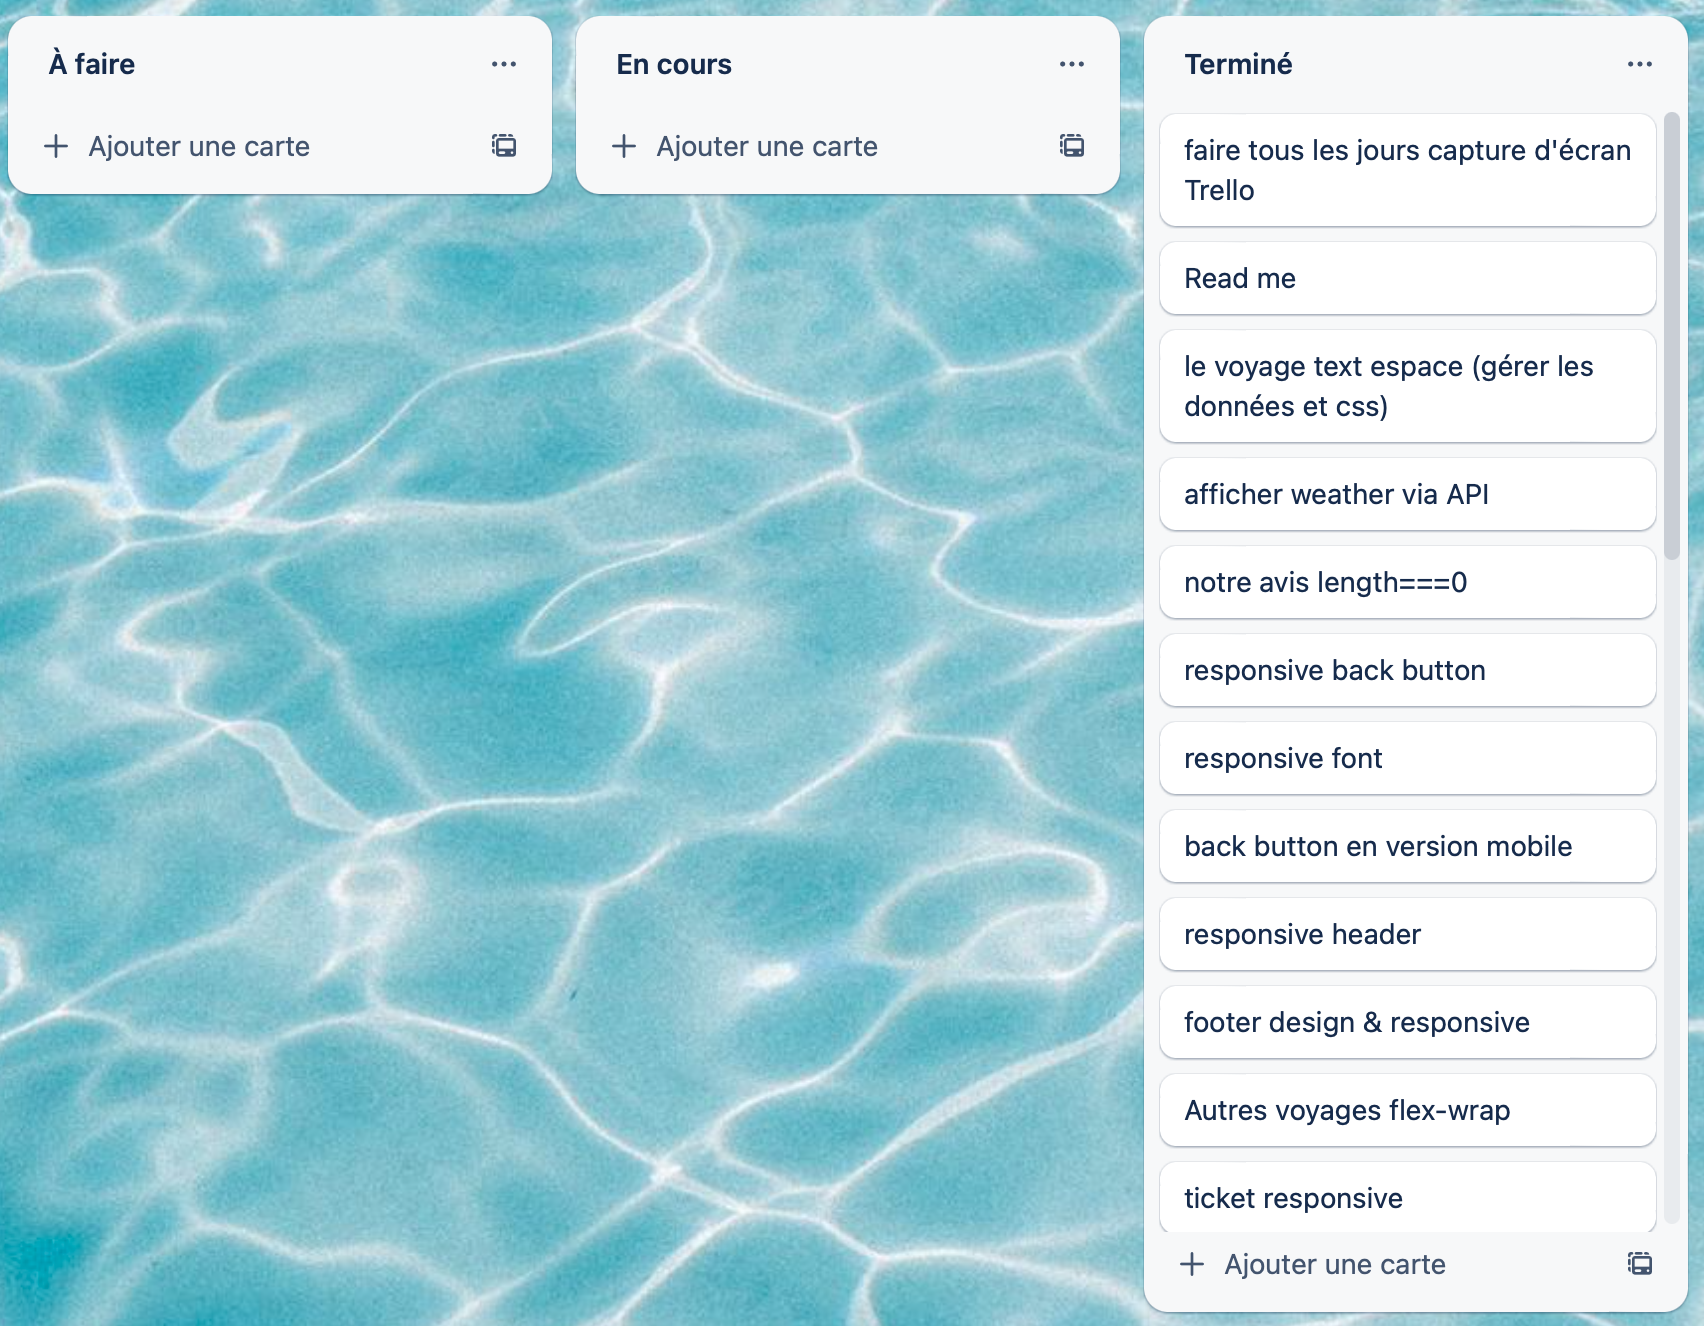 À faire
Ajouter une carte
En cours
Ajouter une carte
Terminé
faire tous les jours capture d'écran
Trello
Read me
le voyage text espace (gérer les
données et css)
afficher weather via API
notre avis length===0
responsive back button
responsive font
back button en version mobile
responsive header
footer design & responsive
Autres voyages flex-wrap
ticket responsive
Ajouter une carte